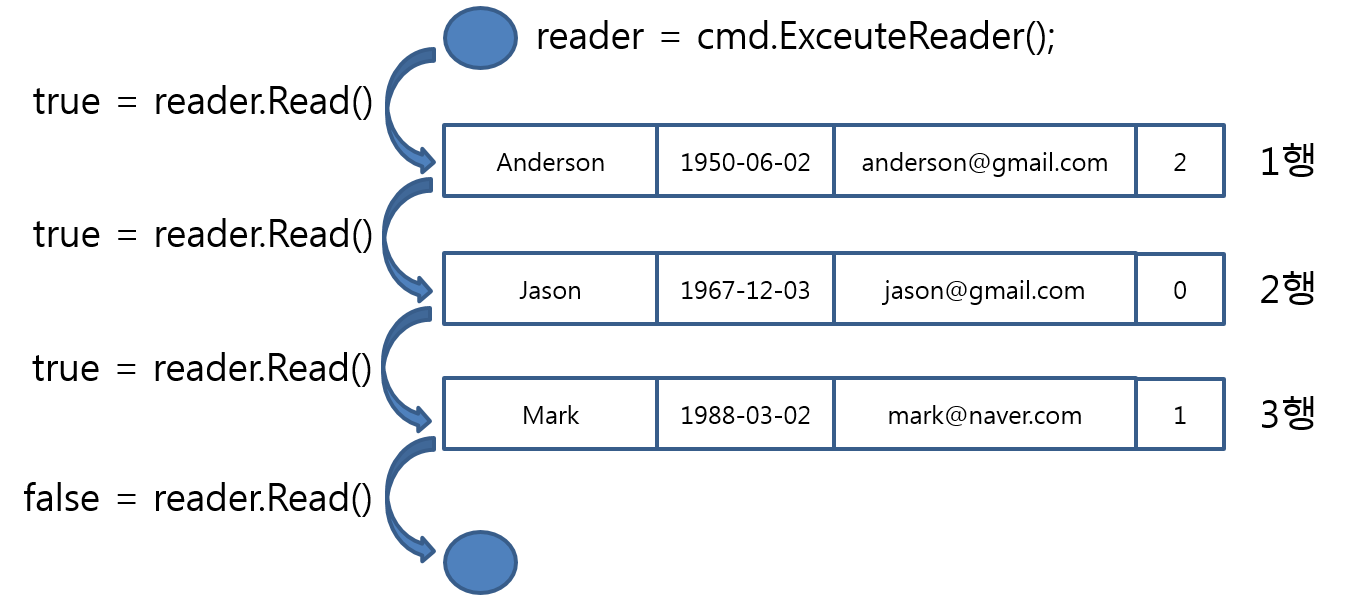 reader = cmd.ExceuteReader();
true = reader.Read()
Anderson 1950-06-02 anderson@gmail.com 2 1행
true = reader.Read()
Jason 1967-12-03 jason@gmail.com 0 2행
true = reader.Read()
Mark 1988-03-02 mark@naver.com 1 3행
false = reader.Read()